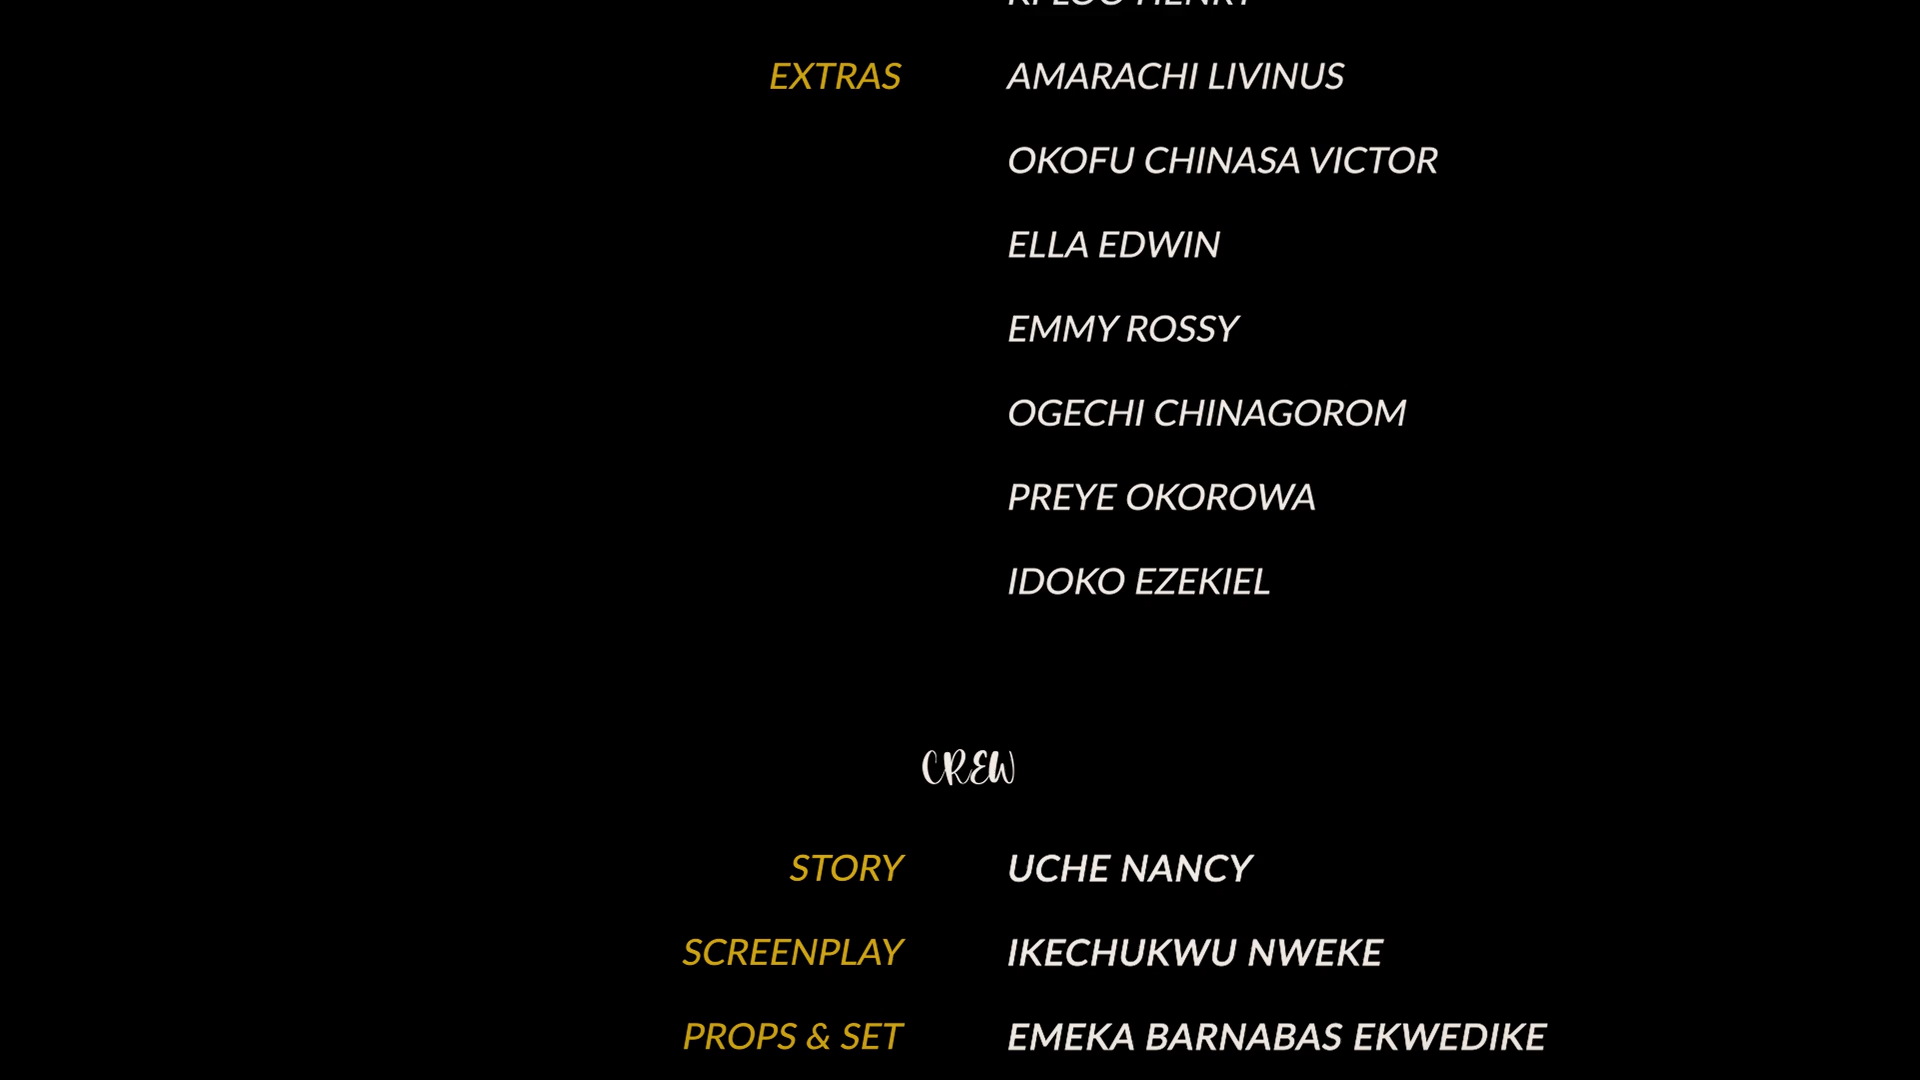 HENRY
EXTRAS AMARACHI LIVINUS
OKOFU CHINASA VICTOR
ELLA EDWIN
EMMY ROSSY
OGECHI CHINAGOROM
PREYE OKOROWA
IDOKO EZEKIEL
CREW
STORY UCHE NANCY
SCREENPLAY IKECHUKWU NWEKE
PROPS & SET EMEKA BARNABAS EKWEDIKE